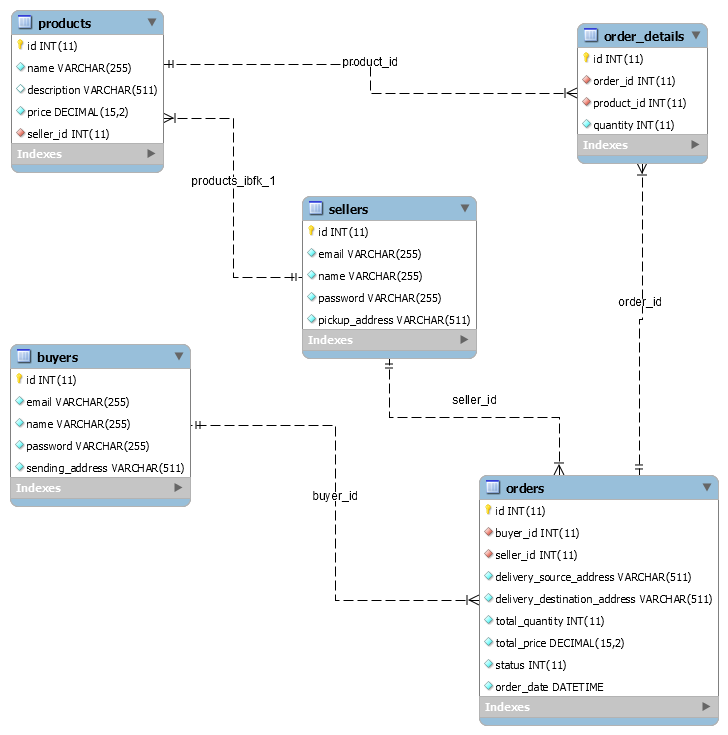 products
id INT(11)
name VARCHAR(255)
description VARCHAR(511)
price DECIMAL(15,2)
seller_id INT(11)
Indexes
product_id
order_details
id INT(11)
order_id INT(11)
product_id INT(11)
quantity INT(11)
Indexes
products_ibfk_1
sellers
id INT(11)
email VARCHAR(255)
name VARCHAR(255)
password VARCHAR(255)
pickup_address VARCHAR(511)
Indexes
order_id
buyers
id INT(11)
email VARCHAR(255)
name VARCHAR(255)
password VARCHAR(255)
sending_address VARCHAR(511)
Indexes
seller_id
buyer_id
orders
id INT(11)
buyer_id INT(11)
seller_id INT(11)
delivery_source_address VARCHAR(511)
delivery_destination_address VARCHAR(511)
total_quantity INT(11)
total_price DECIMAL(15,2)
status INT(11)
order_date DATETIME
Indexes